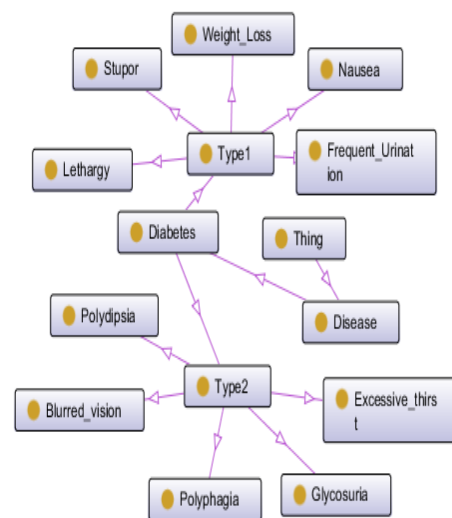 Weight_Loss
Stupor
Nausea
Type1
Frequent_Urinat
ion
Lethargy
Diabetes
Thing
Polydipsia
Disease
Type2
Blurred_vision
Excessive_thirs
t
Polyphagia
Glycosuria